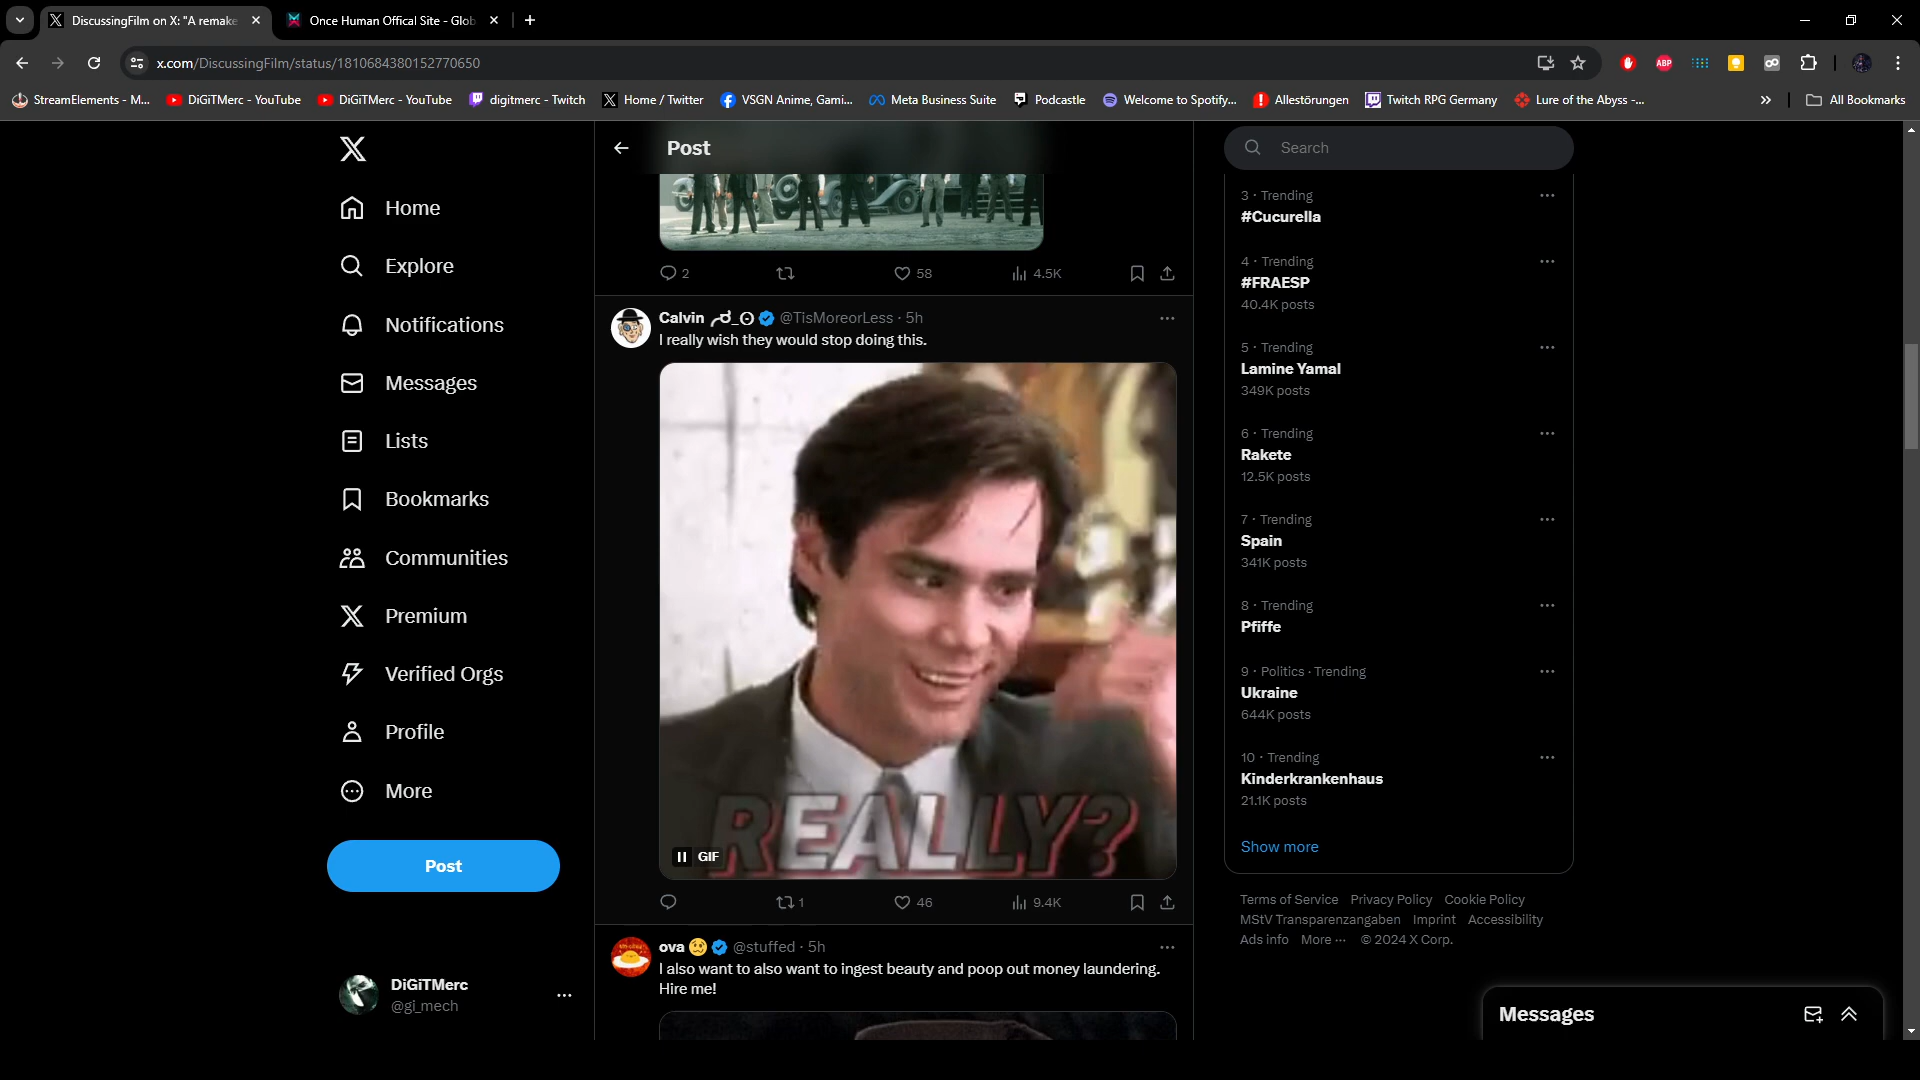 DiscussingFilm on X: "A remake
Once Human Offical Site - Glob
x.com/DiscussingFilm/status/1810684380152770650
ABP
StreamElements - M...
DiGiTMerc - YouTube
DiGiTMerc - YouTube
digitmerc - Twitch
Home / Twitter
VSGN Anime, Gami...
Meta Business Suite
Podcastle
Welcome to Spotify...
Allestörungen
Twitch RPG Germany
Lure of the Abyss -...
All Bookmarks
Home
Explore
Notifications
Messages
Lists
Bookmarks
Communities
Premium
Verified Orgs
Profile
More
Post
DiGiTMerc
@gi_mech
Post
2
58
4.5K
Calvin @TisMoreorLess · 5h
I really wish they would stop doing this.
REALLY?
GIF
1
46
9.4K
ova @stuffed · 5h
I also want to also want to ingest beauty and poop out money laundering.
Hire me!
Search
3 · Trending
#Cucurella
4 · Trending
#FRAESP
40.4K posts
5 · Trending
Lamine Yamal
349K posts
6 · Trending
Rakete
12.5K posts
7 · Trending
Spain
341K posts
8 · Trending
Pfiffe
9 · Politics · Trending
Ukraine
644K posts
10 · Trending
Kinderkrankenhaus
21.1K posts
Show more
Terms of Service Privacy Policy Cookie Policy
MStV Transparenzangaben Imprint Accessibility
Ads info More ··· © 2024 X Corp.
Messages